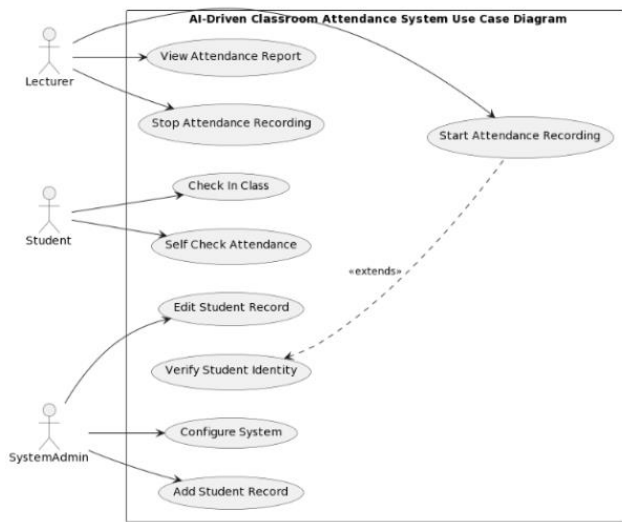 AI-Driven Classroom Attendance System Use Case Diagram
View Attendance Report
Lecturer
Stop Attendance Recording
Start Attendance Recording
Check In Class
Student
Self Check Attendance
«extends»
Edit Student Record
Verify Student Identity
Configure System
SystemAdmin
Add Student Record